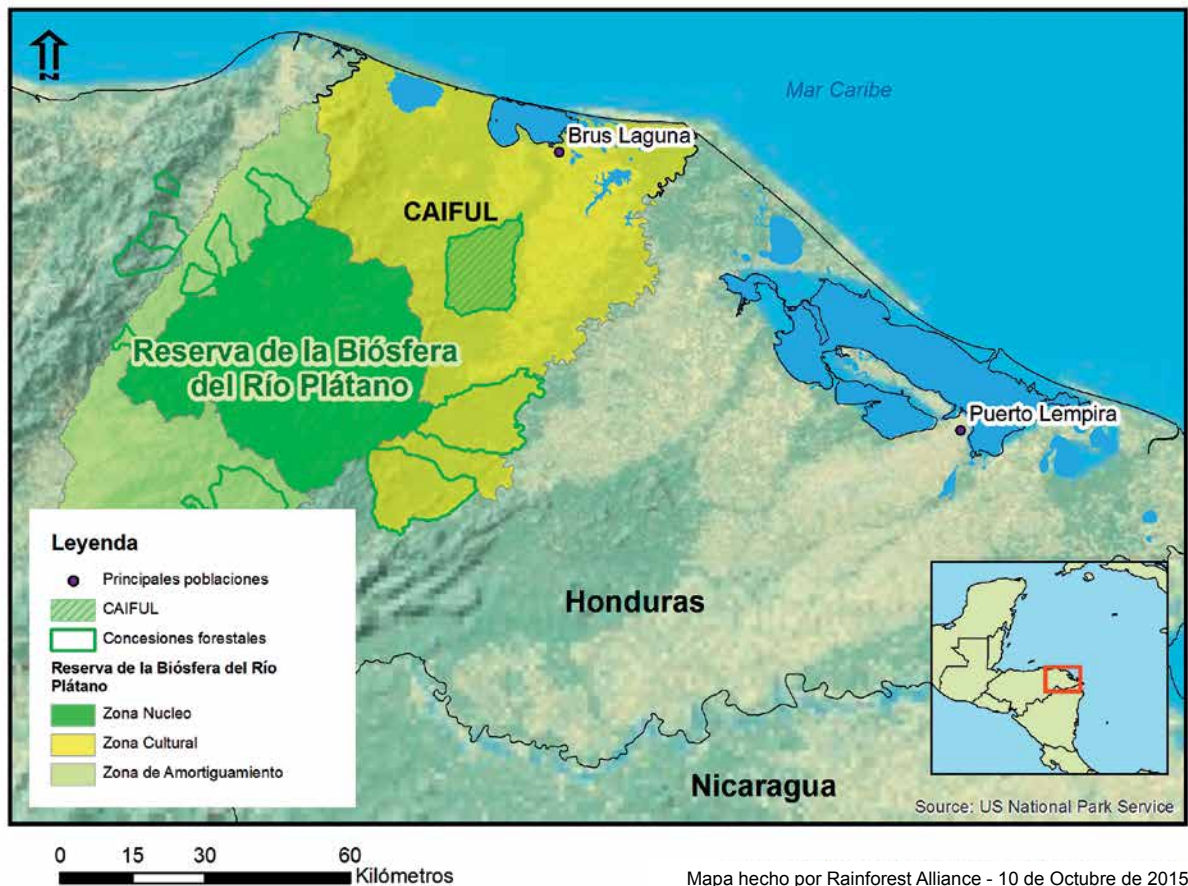 N
Mar Caribe
Brus Laguna
CAIFUL
Reserva de la Biósfera
del Río Plátano
Puerto Lempira
Honduras
Nicaragua
Leyenda
Principales poblaciones
CAIFUL
Concesiones forestales
Reserva de la Biósfera del Río
Plátano
Zona Nucleo
Zona Cultural
Zona de Amortiguamiento
Source: US National Park Service
0 15 30 60
Kilómetros
Mapa hecho por Rainforest Alliance - 10 de Octubre de 2015